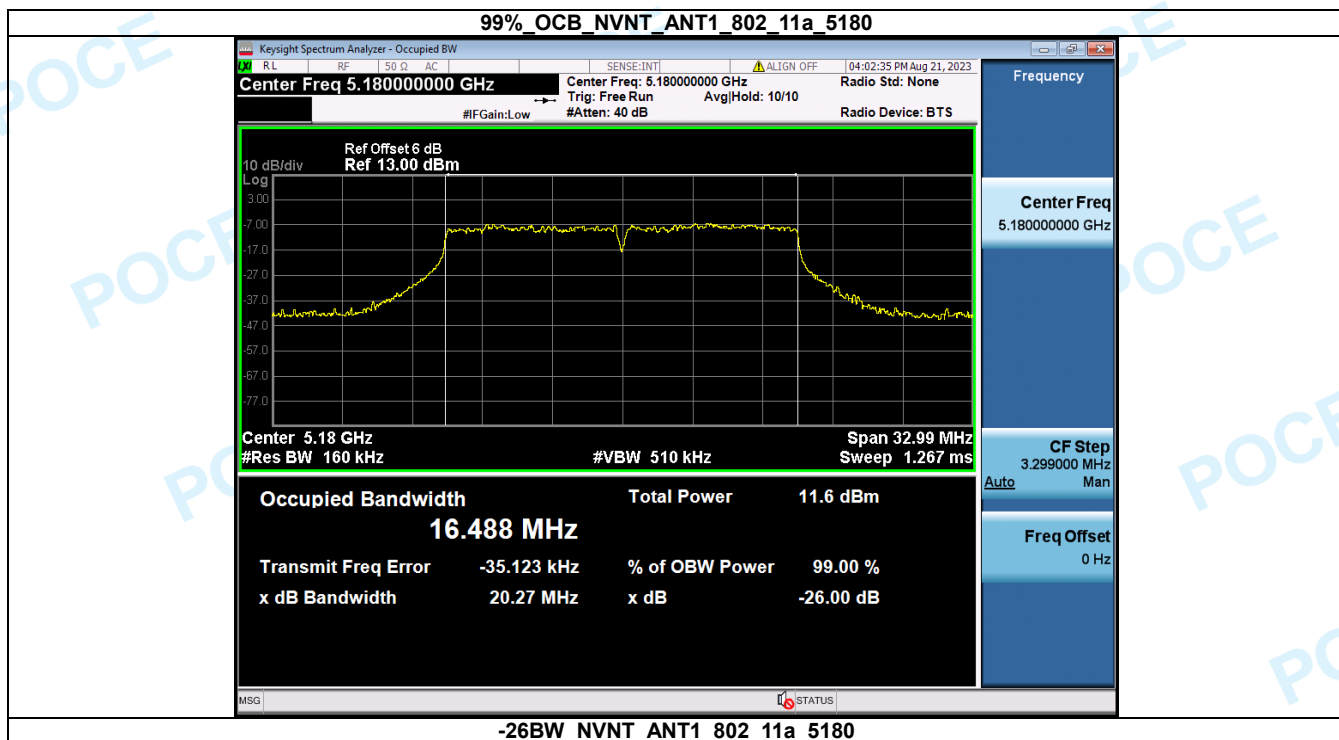 99%_OCB_NVNT_ANT1_802_11a_5180
Keysight Spectrum Analyzer - Occupied BW
LXI RL RF 50 Ω AC SENSE:INT ALIGN OFF 04:02:35 PM Aug 21, 2023
Center Freq 5.180000000 GHz
Center Freq: 5.180000000 GHz Radio Std: None
Trig: Free Run Avg|Hold: 10/10
#IFGain:Low #Atten: 40 dB Radio Device: BTS
Frequency
Ref Offset 6 dB
10 dB/div Ref 13.00 dBm
Log
3.00
-7.00
-17.0
-27.0
-37.0
-47.0
-57.0
-67.0
-77.0
Center 5.18 GHz Span 32.99 MHz
#Res BW 160 kHz #VBW 510 kHz Sweep 1.267 ms
Center Freq
5.180000000 GHz
CF Step
3.299000 MHz
Auto Man
Freq Offset
0 Hz
Occupied Bandwidth Total Power 11.6 dBm
16.488 MHz
Transmit Freq Error -35.123 kHz % of OBW Power 99.00 %
x dB Bandwidth 20.27 MHz x dB -26.00 dB
MSG STATUS
-26BW_NVNT_ANT1_802_11a_5180
POCE
POCE
POCE
POCE
POCE